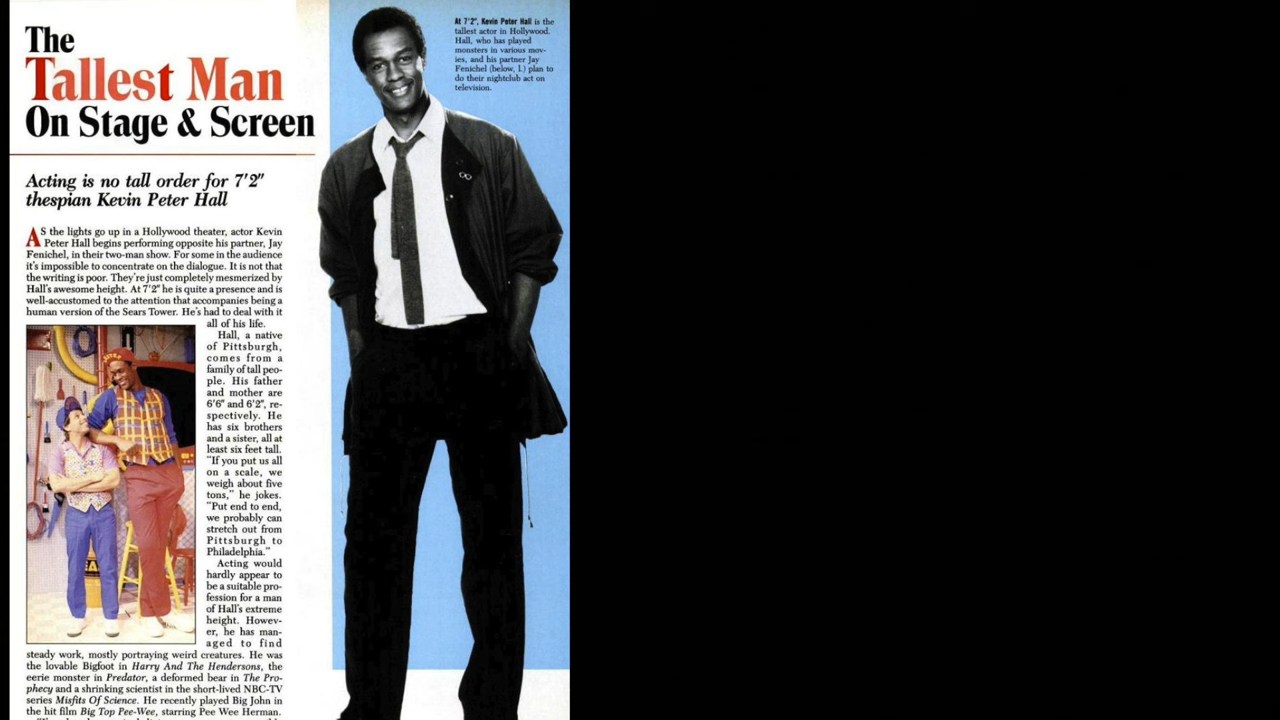 The
Tallest Man
On Stage & Screen
Acting is no tall order for 7'2"
thespian Kevin Peter Hall
AS the lights go up in a Hollywood theater, actor Kevin
Peter Hall begins performing opposite his partner, Jay
Fenichel, in their two-man show. For some in the audience
it's impossible to concentrate on the dialogue. It is not that
the writing is poor. They're just completely mesmerized by
Hall's awesome height. At 7'2" he is quite a presence and is
well-accustomed to the attention that accompanies being a
human version of the Sears Tower. He's had to deal with it
all of his life.
Hall, a native
of Pittsburgh,
comes from a
family of tall peo-
ple. His father
and mother are
6'6" and 6'2", re-
spectively. He
has six brothers
and a sister, all at
least six feet tall.
"If you put us all
on a scale, we
weigh about five
tons," he jokes.
"Put end to end,
we probably can
stretch out from
Pittsburgh to
Philadelphia."
Acting would
hardly appear to
be a suitable pro-
fession for a man
of Hall's extreme
height. Howev-
er, he has man-
aged to find
steady work, mostly portraying weird creatures. He was
the lovable Bigfoot in Harry And The Hendersons, the
eerie monster in Predator, a deformed bear in The Pro-
phecy and a shrinking scientist in the short-lived NBC-TV
series Misfits Of Science. He recently played Big John in
the hit film Big Top Pee-Wee, starring Pee Wee Herman.
At 7'2", Kevin Peter Hall is the
tallest actor in Hollywood.
Hall, who has played
monsters in various mov-
ies, and his partner Jay
Fenichel (below, l.) plan to
do their nightclub act on
television.